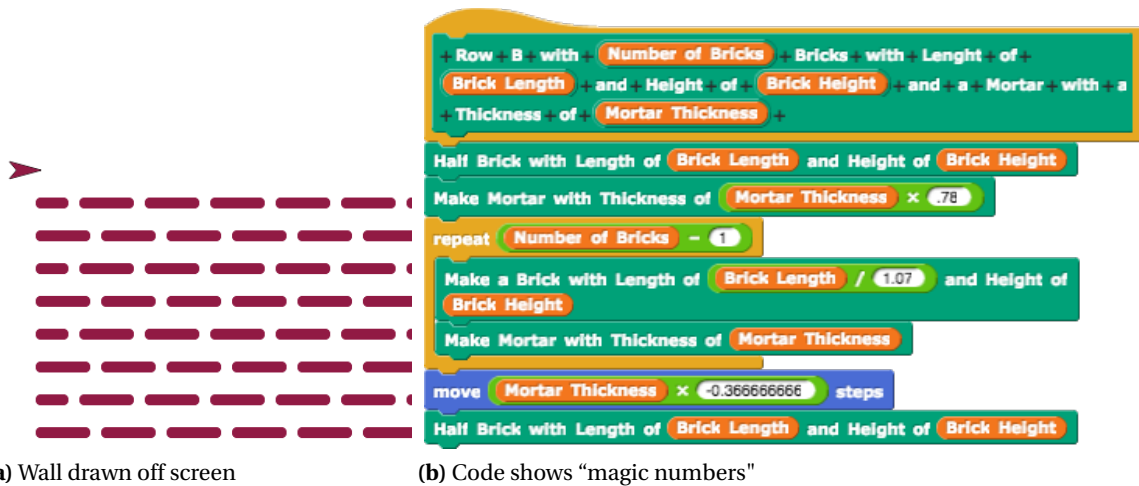 + Row + B + with + Number of Bricks + Bricks + with + Lenght + of +
Brick Length + and + Height + of + Brick Height + and + a + Mortar + with + a
+ Thickness + of + Mortar Thickness +
Half Brick with Length of Brick Length and Height of Brick Height
Make Mortar with Thickness of Mortar Thickness × .78
repeat Number of Bricks - 1
Make a Brick with Length of Brick Length / 1.07 and Height of
Brick Height
Make Mortar with Thickness of Mortar Thickness
move Mortar Thickness × -0.366666666 steps
Half Brick with Length of Brick Length and Height of Brick Height
a) Wall drawn off screen
(b) Code shows “magic numbers"